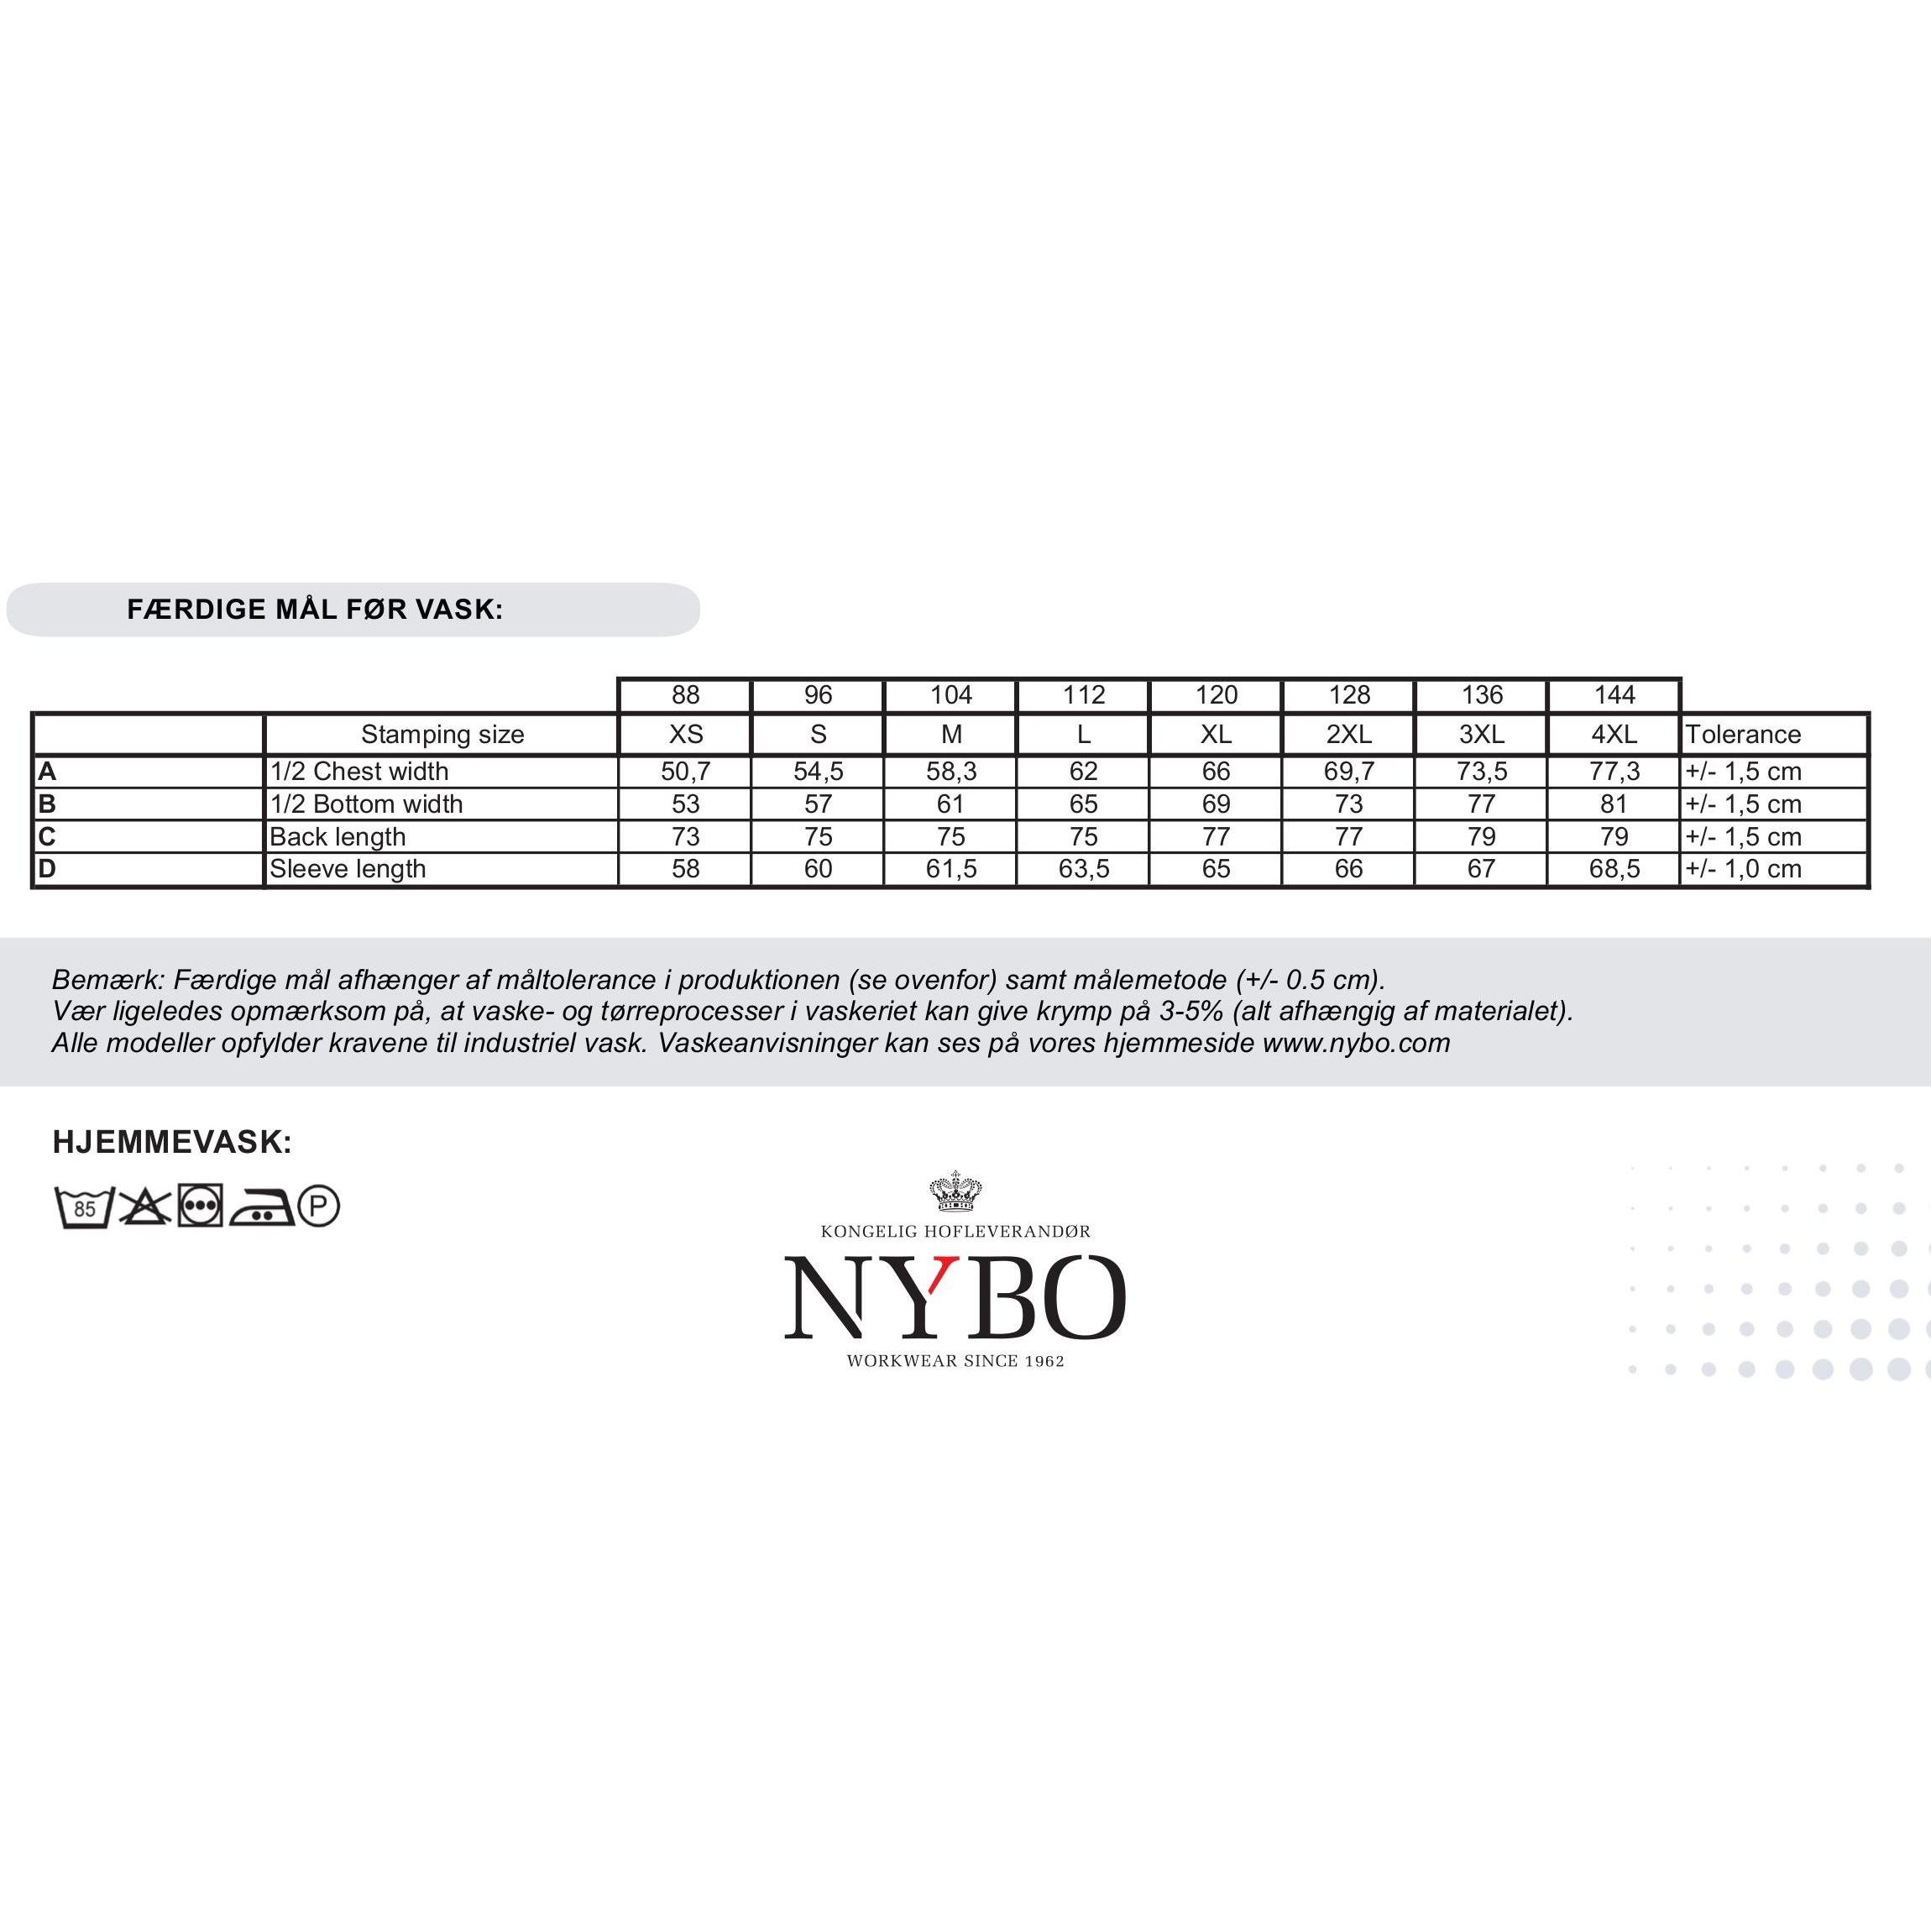 FÆRDIGE MÅL FØR VASK:
88 96 104 112 120 128 136 144
Stamping size XS S M L XL 2XL 3XL 4XL Tolerance
A 1/2 Chest width 50,7 54,5 58,3 62 66 69,7 73,5 77,3 +/- 1,5 cm
B 1/2 Bottom width 53 57 61 65 69 73 77 81 +/- 1,5 cm
C Back length 73 75 75 75 77 77 79 79 +/- 1,5 cm
D Sleeve length 58 60 61,5 63,5 65 66 67 68,5 +/- 1,0 cm
Bemærk: Færdige mål afhænger af måltolerance i produktionen (se ovenfor) samt målemetode (+/- 0.5 cm).
Vær ligeledes opmærksom på, at vaske- og tørreprocesser i vaskeriet kan give krymp på 3-5% (alt afhængig af materialet).
Alle modeller opfylder kravene til industriel vask. Vaskeanvisninger kan ses på vores hjemmeside www.nybo.com
HJEMMEVASK:
85 P
KONGELIG HOFLEVERANDØR
NYBO
WORKWEAR SINCE 1962